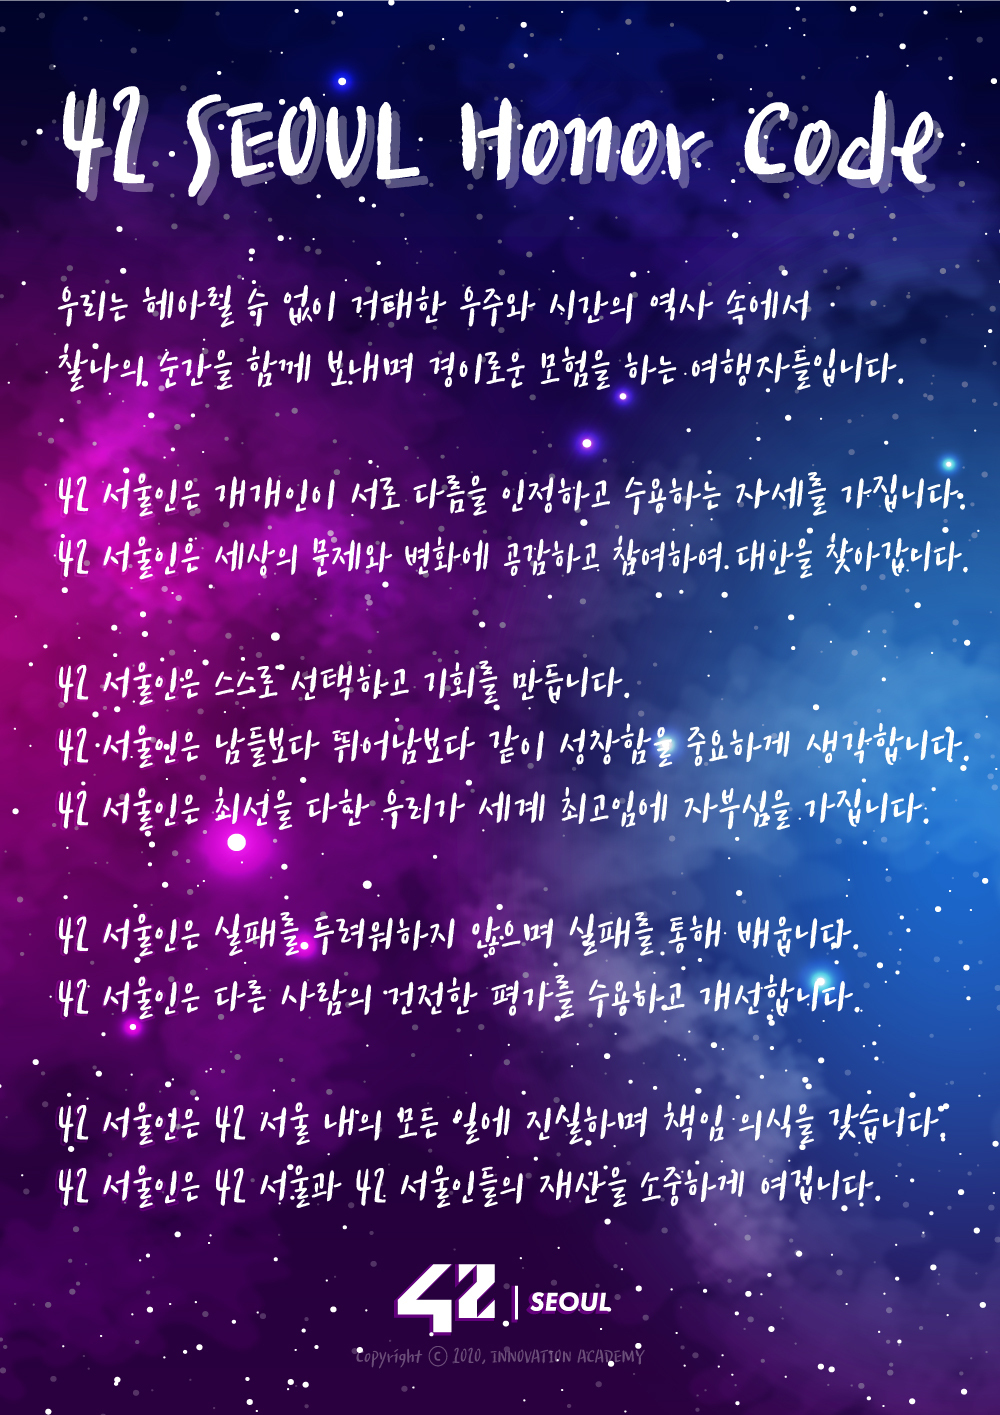 42 SEOUL Honor Code
우리는 헤아릴 수 없이 거대한 우주와 시간의 역사 속에서
찰나의 순간을 함께 보내며 경이로운 모험을 하는 여행자들입니다.
42 서울인은 개개인이 서로 다름을 인정하고 수용하는 자세를 가집니다.
42 서울인은 세상의 문제와 변화에 공감하고 참여하여 대안을 찾아갑니다.
42 서울인은 스스로 선택하고 기회를 만듭니다.
42 서울인은 남들보다 뛰어남보다 같이 성장함을 중요하게 생각합니다.
42 서울인은 최선을 다한 우리가 세계 최고임에 자부심을 가집니다.
42 서울인은 실패를 두려워하지 않으며 실패를 통해 배웁니다.
42 서울인은 다른 사람의 건전한 평가를 수용하고 개선합니다.
42 서울인은 42 서울 내의 모든 일에 진실하며 책임 의식을 갖습니다.
42 서울인은 42 서울과 42 서울인들의 재산을 소중하게 여겁니다.
42 | SEOUL
Copyright ⓒ 2020, INNOVATION ACADEMY